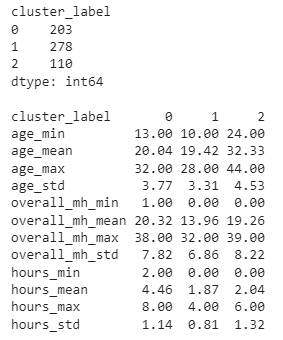 cluster_label
0 203
1 278
2 110
dtype: int64
cluster_label 0 1 2
age_min 13.00 10.00 24.00
age_mean 20.04 19.42 32.33
age_max 32.00 28.00 44.00
age_std 3.77 3.31 4.53
overall_mh_min 1.00 0.00 0.00
overall_mh_mean 20.32 13.96 19.26
overall_mh_max 38.00 32.00 39.00
overall_mh_std 7.82 6.86 8.22
hours_min 2.00 0.00 0.00
hours_mean 4.46 1.87 2.04
hours_max 8.00 4.00 6.00
hours_std 1.14 0.81 1.32